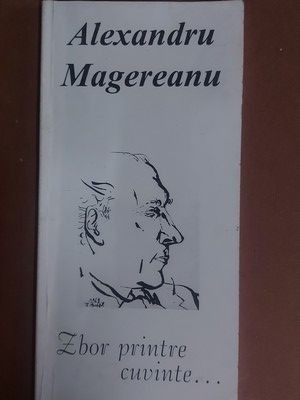 Alexandru
Magereanu
Zbor printre
cuvinte...